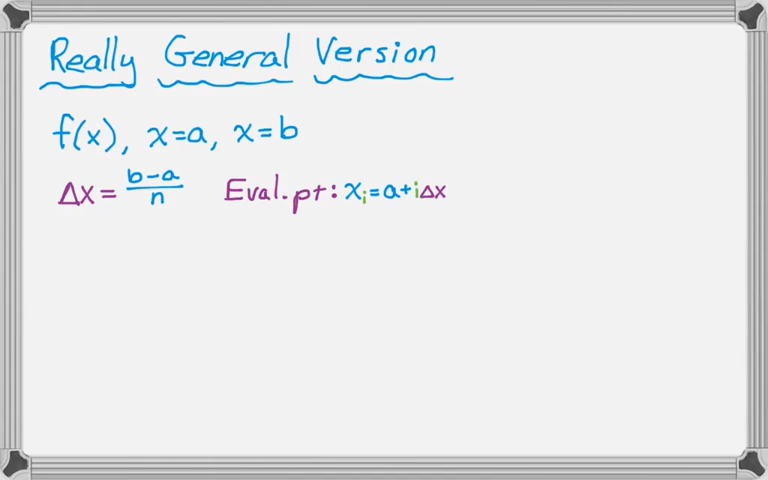 Really General Version
f(x), x=a, x=b
Δx = b-a/n Eval.pt: xᵢ = a+iΔx